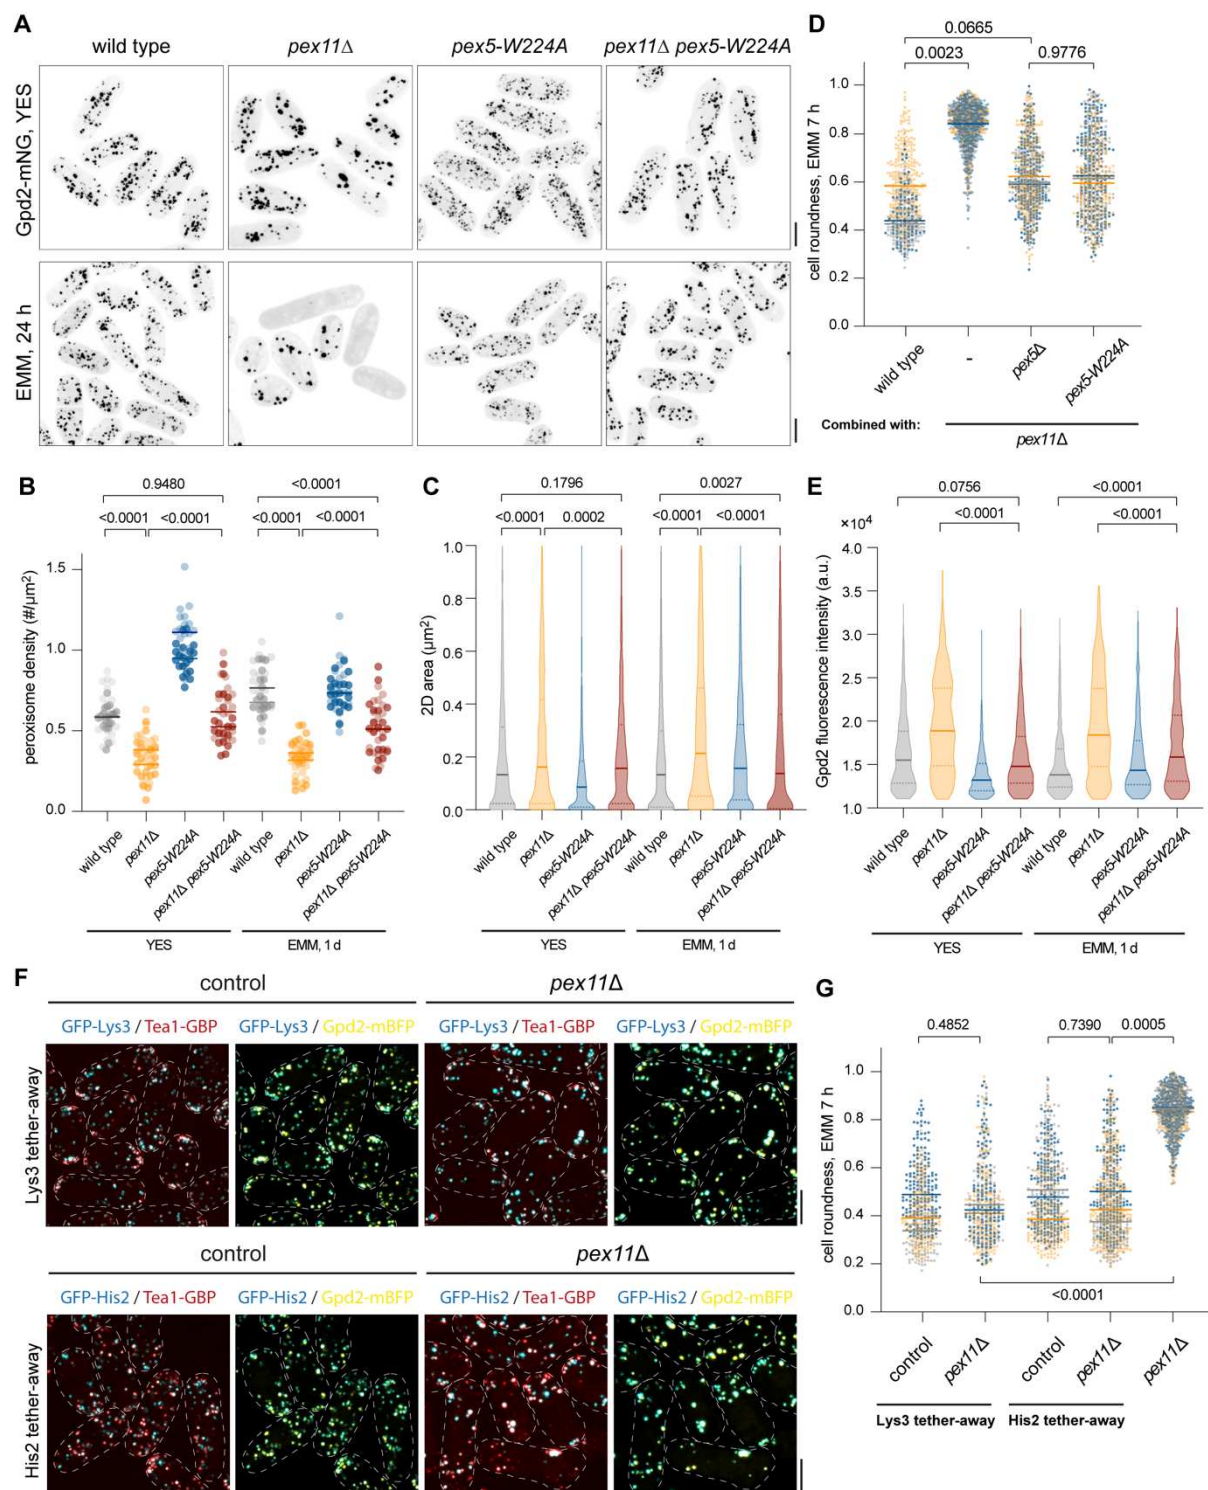 A
wild type
pex11Δ
pex5-W224A
pex11Δ pex5-W224A
Gpd2-mNG, YES
EMM, 24 h
D
0.0665
0.0023
0.9776
cell roundness, EMM 7 h
1.0
0.8
0.6
0.4
0.2
0.0
wild type
-
pex5Δ
pex5-W224A
Combined with:
pex11Δ
B
0.9480
<0.0001
<0.0001
<0.0001
<0.0001
<0.0001
peroxisome density (#/µm²)
1.5
1.0
0.5
0.0
wild type
pex11Δ
pex5-W224A
pex11Δ pex5-W224A
wild type
pex11Δ
pex5-W224A
pex11Δ pex5-W224A
YES
EMM, 1 d
C
0.1796
0.0027
<0.0001
0.0002
<0.0001
<0.0001
2D area (µm²)
1.0
0.8
0.6
0.4
0.2
0
wild type
pex11Δ
pex5-W224A
pex11Δ pex5-W224A
wild type
pex11Δ
pex5-W224A
pex11Δ pex5-W224A
YES
EMM, 1 d
E
0.0756
<0.0001
<0.0001
<0.0001
×10⁴
Gpd2 fluorescence intensity (a.u.)
4.0
3.5
3.0
2.5
2.0
1.5
1.0
wild type
pex11Δ
pex5-W224A
pex11Δ pex5-W224A
wild type
pex11Δ
pex5-W224A
pex11Δ pex5-W224A
YES
EMM, 1 d
F
control
pex11Δ
GFP-Lys3 / Tea1-GBP
GFP-Lys3 / Gpd2-mBFP
GFP-Lys3 / Tea1-GBP
GFP-Lys3 / Gpd2-mBFP
Lys3 tether-away
control
pex11Δ
GFP-His2 / Tea1-GBP
GFP-His2 / Gpd2-mBFP
GFP-His2 / Tea1-GBP
GFP-His2 / Gpd2-mBFP
His2 tether-away
G
0.4852
0.7390
0.0005
cell roundness, EMM 7 h
1.0
0.8
0.6
0.4
0.2
0.0
<0.0001
control
pex11Δ
control
pex11Δ
pex11Δ
Lys3 tether-away
His2 tether-away